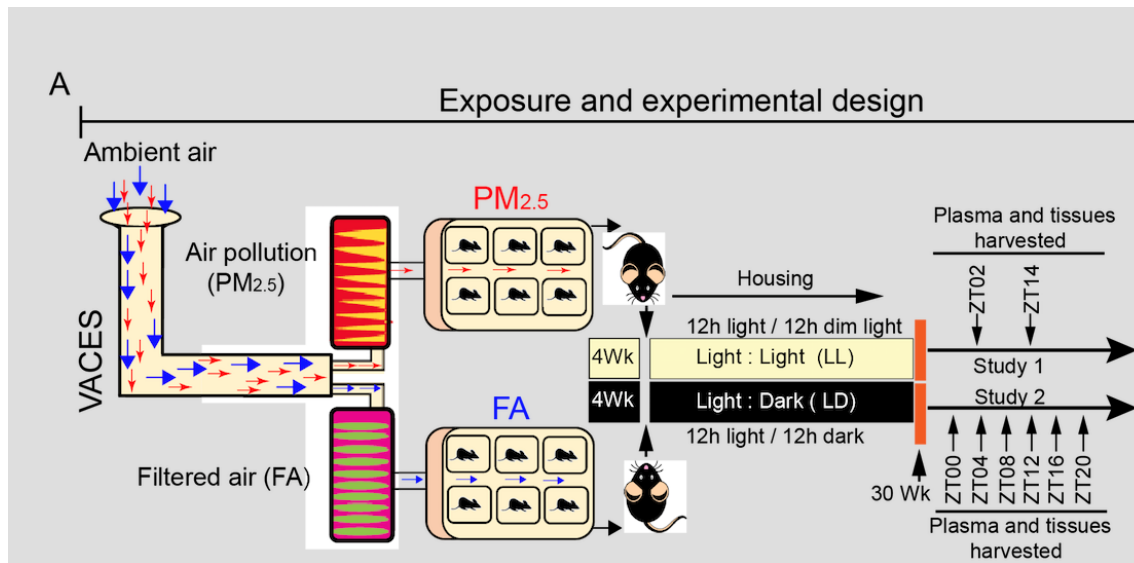 A
Exposure and experimental design
Ambient air
VACES
Air pollution
(PM2.5)
PM2.5
Filtered air (FA)
FA
Housing
12h light / 12h dim light
4Wk
Light : Light (LL)
4Wk
Light : Dark ( LD)
12h light / 12h dark
30 Wk
Plasma and tissues
harvested
ZT02
ZT14
Study 1
Study 2
ZT00
ZT04
ZT08
ZT12
ZT16
ZT20
Plasma and tissues
harvested